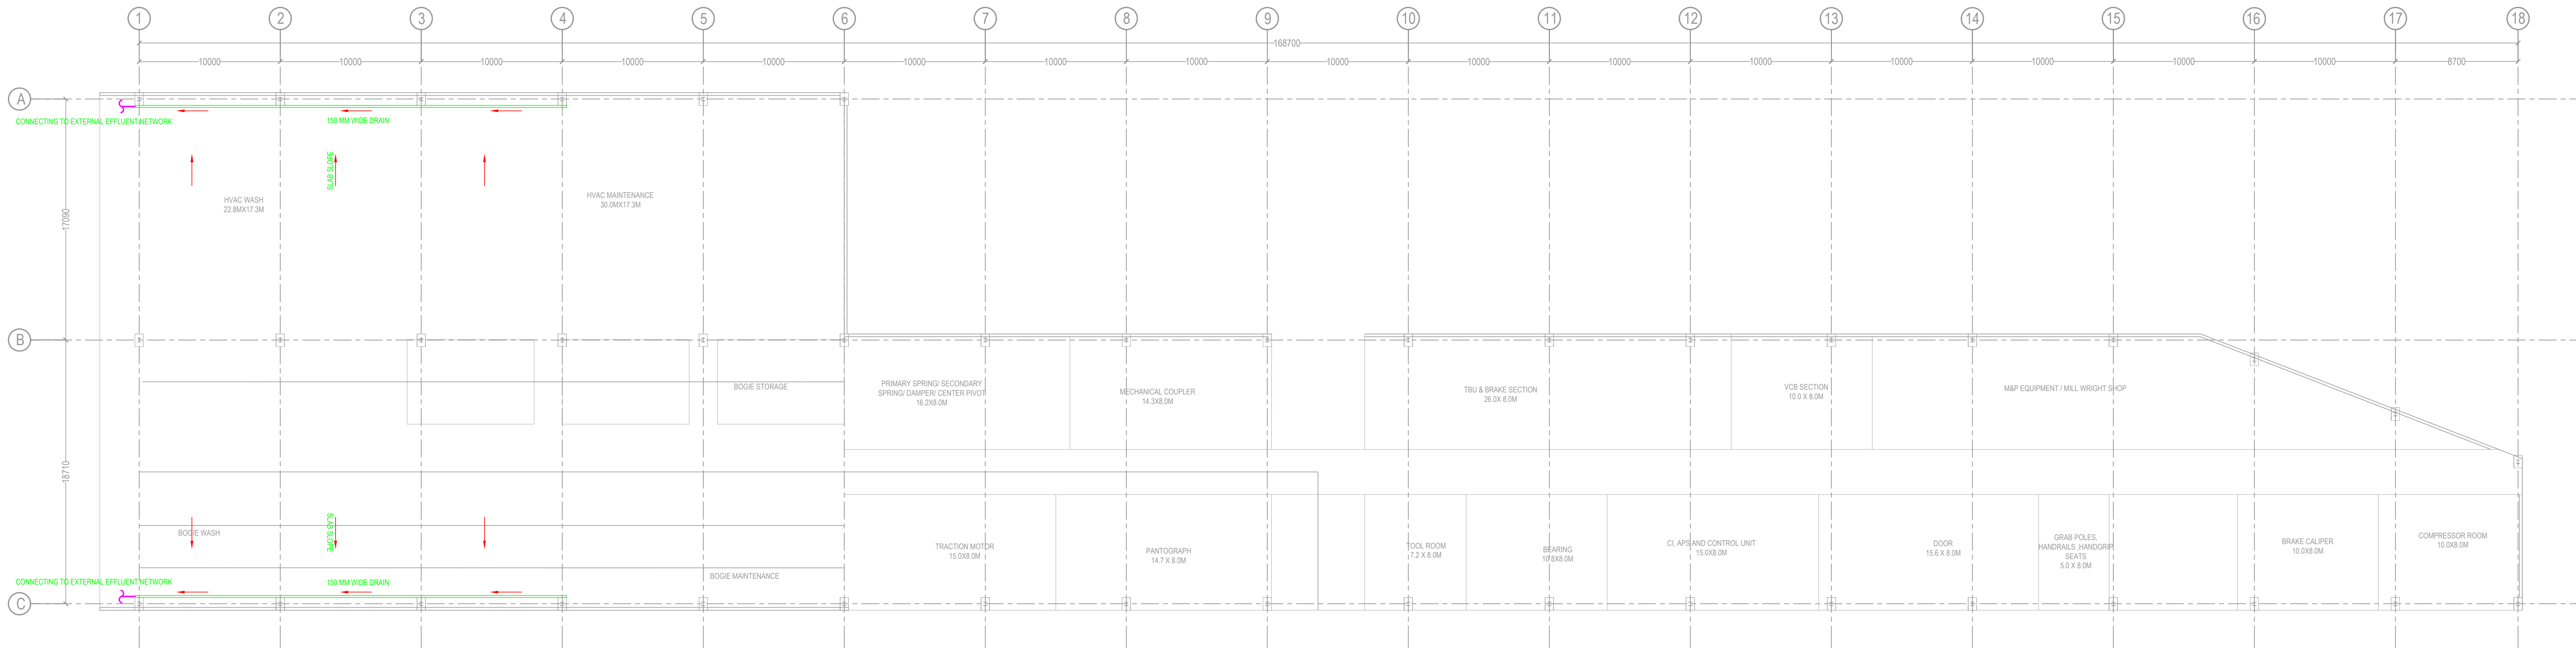 1 2 3 4 5 6 7 8 9 10 11 12 13 14 15 16 17 18
168700
10000 10000 10000 10000 10000 10000 10000 10000 10000 10000 10000 10000 10000 10000 10000 10000 8700
A
CONNECTING TO EXTERNAL EFFLUENT NETWORK
150 MM WIDE DRAIN
SLAB SLOPE
HVAC WASH
22.8MX17.3M
HVAC MAINTENANCE
30.0MX17.3M
17090
B
BOGIE STORAGE
PRIMARY SPRING/ SECONDARY
SPRING/ DAMPER/ CENTER PIVOT
16.2X8.0M
MECHANICAL COUPLER
14.3X8.0M
TBU & BRAKE SECTION
26.0X 8.0M
VCB SECTION
10.0 X 8.0M
M&P EQUIPMENT / MILL WRIGHT SHOP
18710
BOGIE WASH
SLAB SLOPE
TRACTION MOTOR
15.0X8.0M
PANTOGRAPH
14.7 X 8.0M
TOOL ROOM
7.2 X 8.0M
BEARING
10.8X8.0M
CI, APS AND CONTROL UNIT
15.0X8.0M
DOOR
15.6 X 8.0M
GRAB POLES,
HANDRAILS ,HANDGRIP,
SEATS
5.0 X 8.0M
BRAKE CALIPER
10.0X8.0M
COMPRESSOR ROOM
10.0X8.0M
BOGIE MAINTENANCE
CONNECTING TO EXTERNAL EFFLUENT NETWORK
150 MM WIDE DRAIN
C